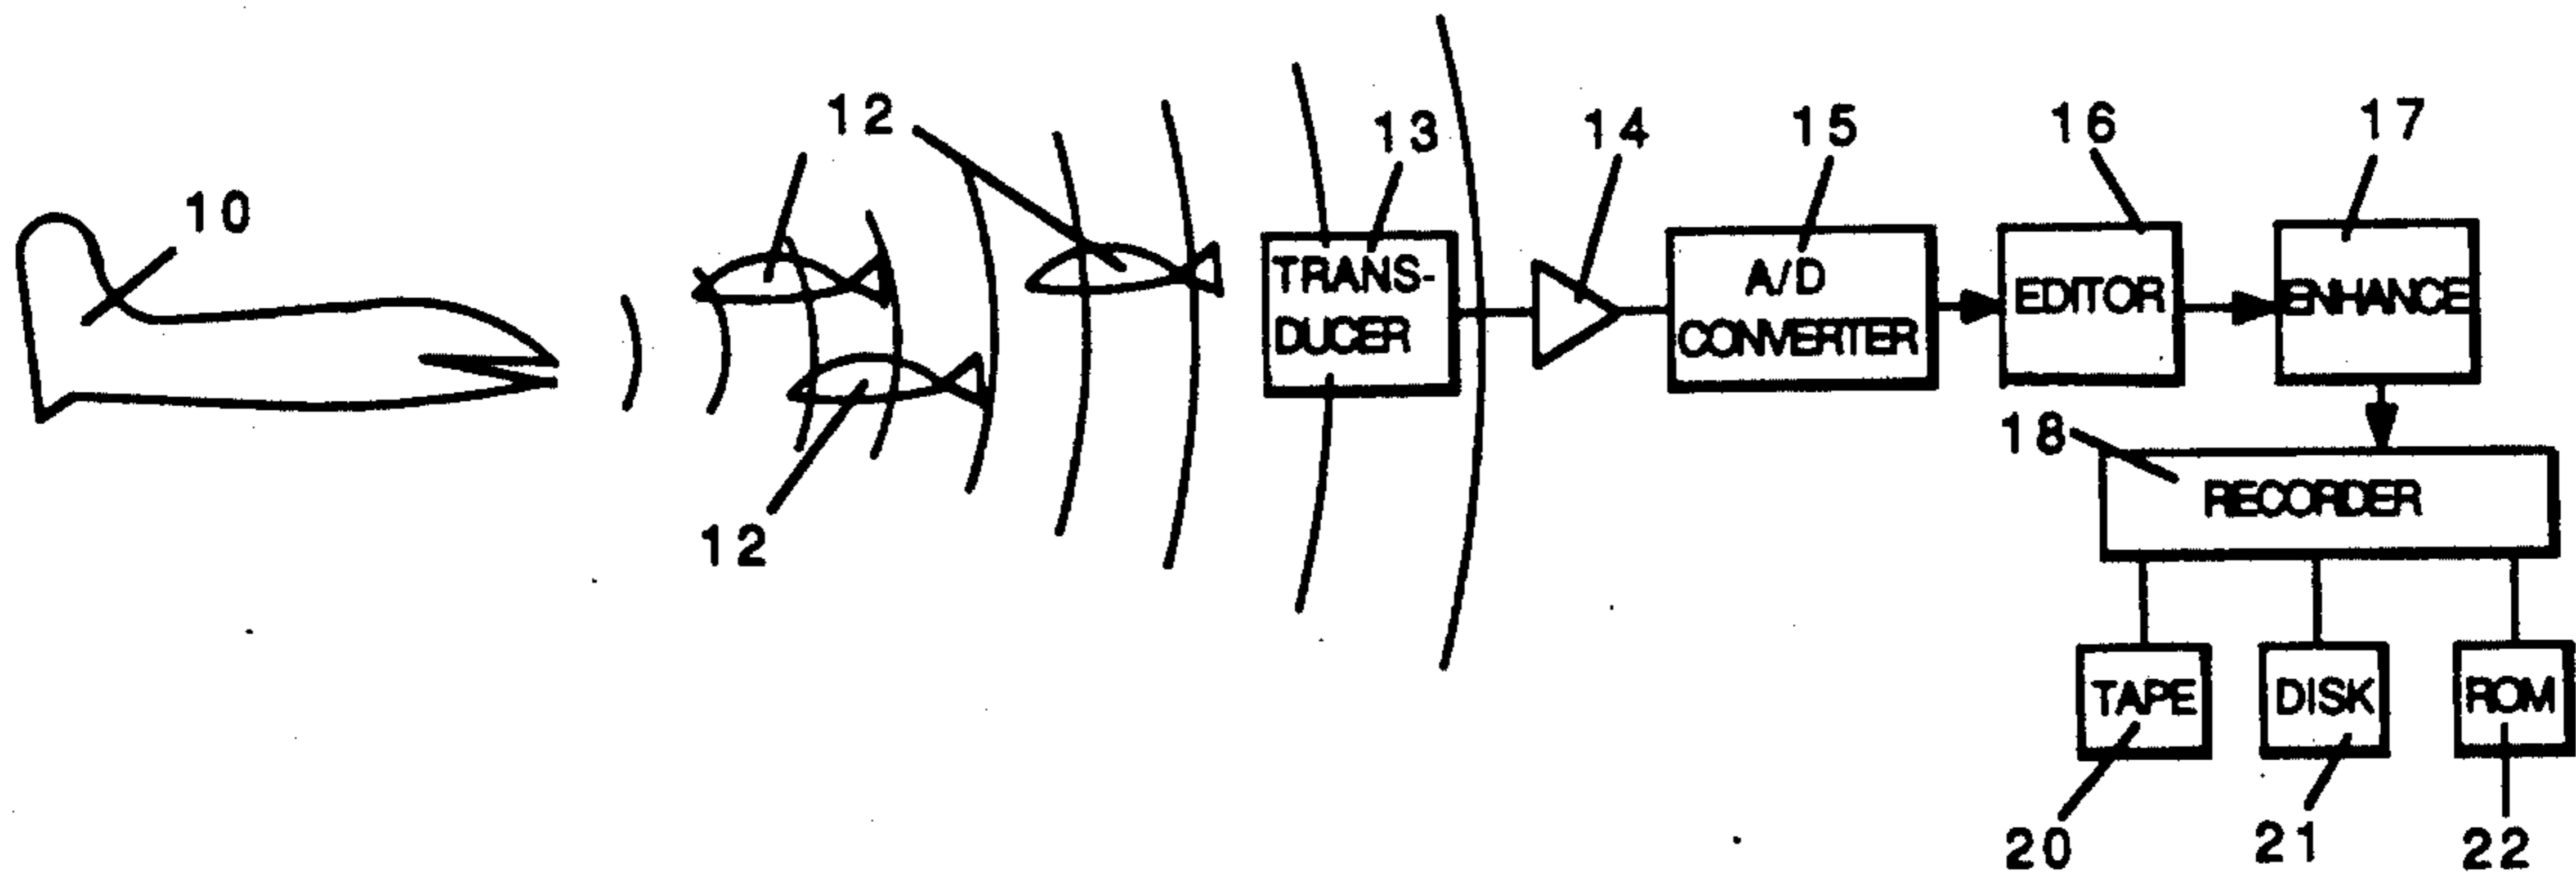 12
13
14
15
16
17
10
TRANS-
DUCER
A/D
CONVERTER
EDITOR
ENHANCE
18
RECORDER
12
TAPE
DISK
ROM
20
21
22